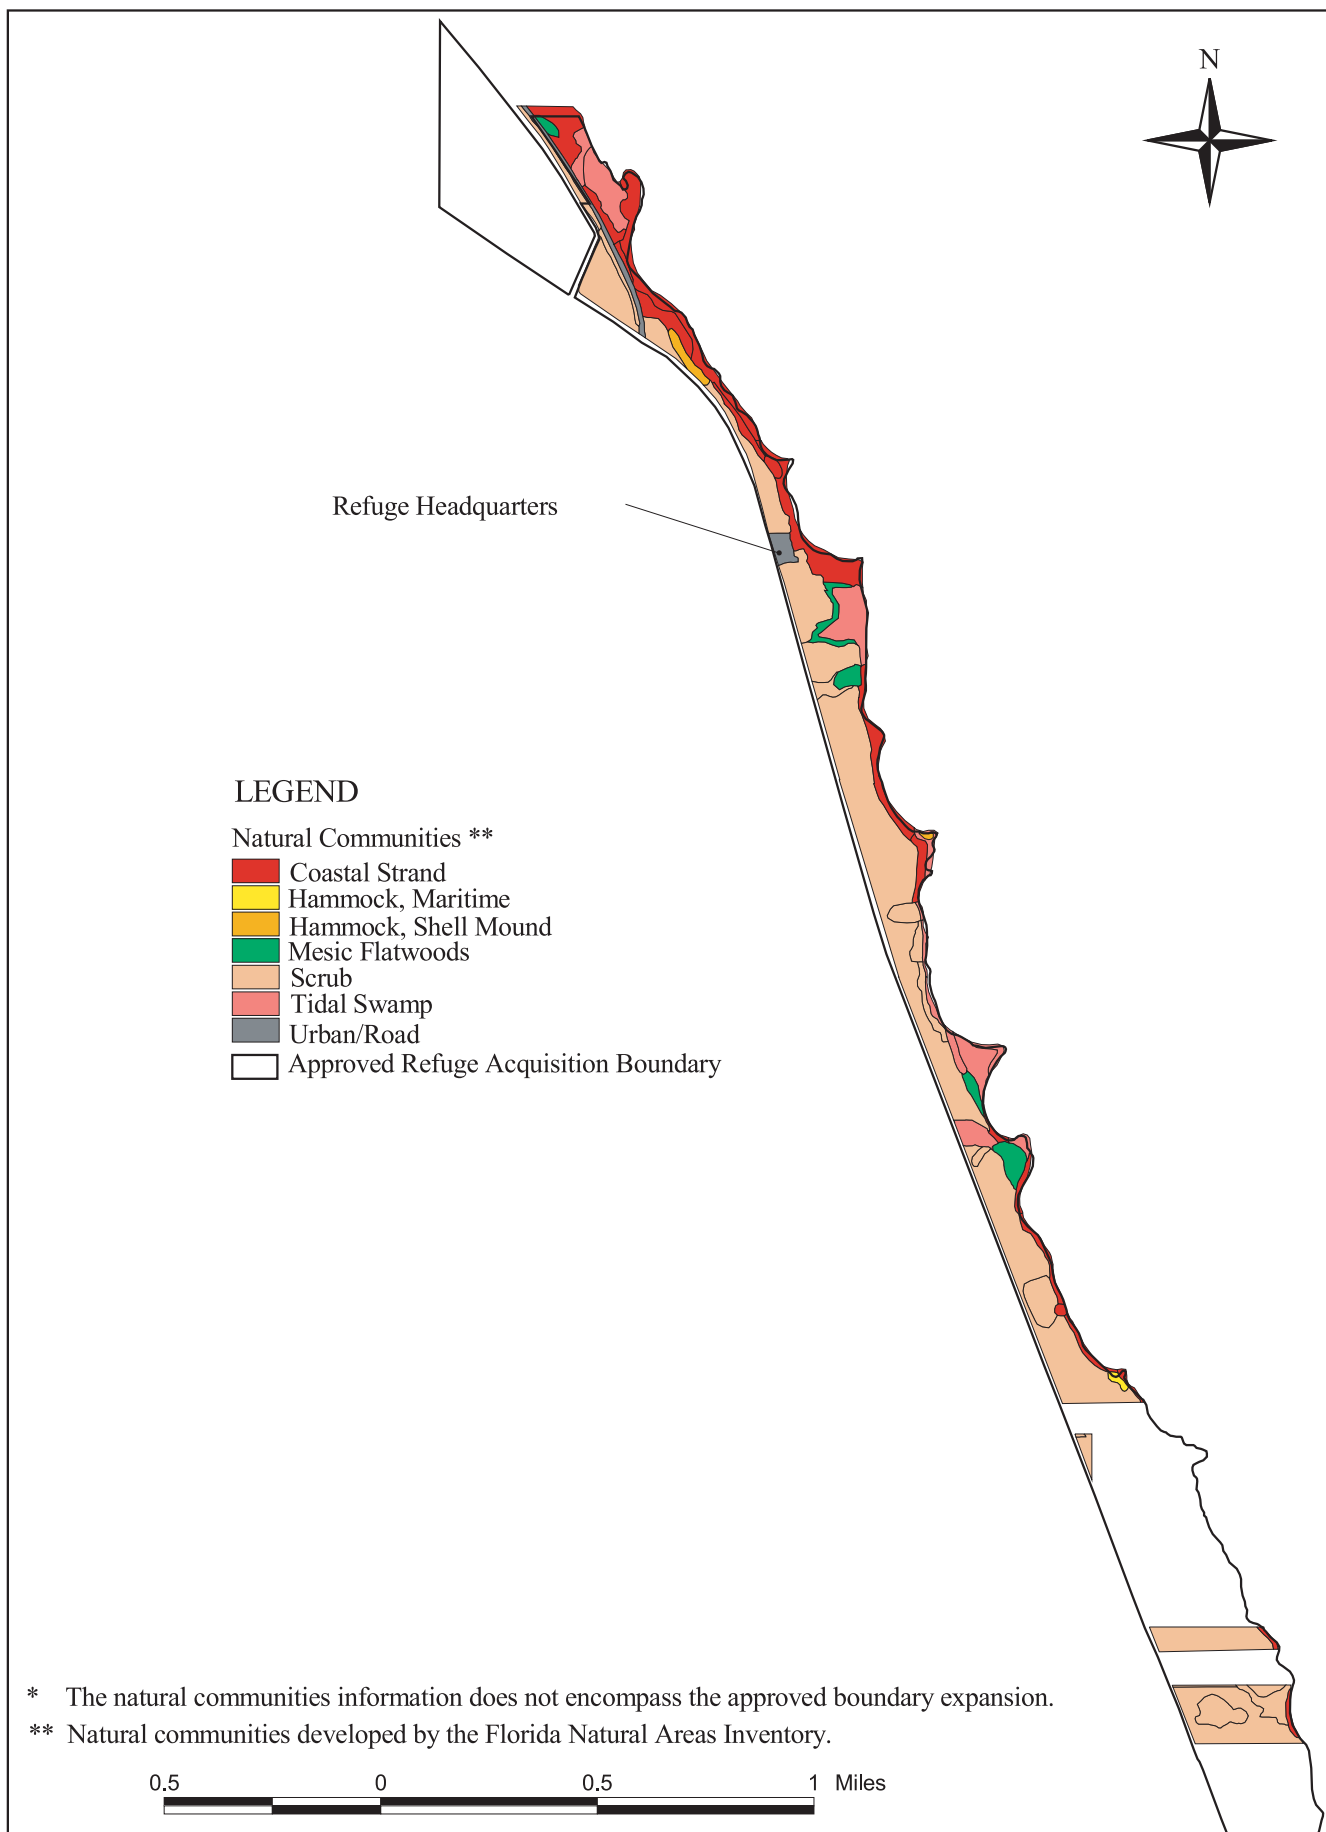 N
Refuge Headquarters
LEGEND
Natural Communities **
Coastal Strand
Hammock, Maritime
Hammock, Shell Mound
Mesic Flatwoods
Scrub
Tidal Swamp
Urban/Road
Approved Refuge Acquisition Boundary
* The natural communities information does not encompass the approved boundary expansion.
** Natural communities developed by the Florida Natural Areas Inventory.
0.5 0 0.5 1 Miles